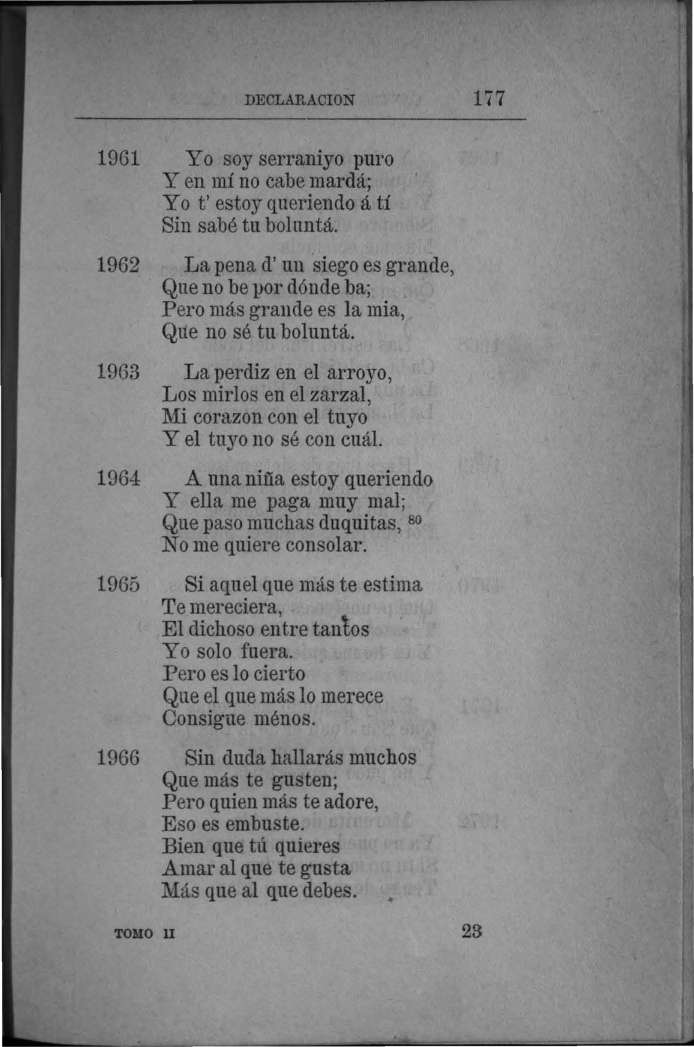 DECLARACION 177
1961 Yo soy serraniyo puro
Y en mí no cabe mardá;
Yo t' estoy queriendo á tí
Sin sabé tu boluntá.
1962 La pena d' un siego es grande,
Que no be por dónde ba;
Pero más grande es la mia,
Que no sé tu boluntá.
1963 La perdiz en el arroyo,
Los mirlos en el zarzal,
Mi corazon con el tuyo
Y el tuyo no sé con cuál.
1964 A una niña estoy queriendo
Y ella me paga muy mal;
Que paso muchas duquitas, 80
No me quiere consolar.
1965 Si aquel que más te estima
Te mereciera,
El dichoso entre tantos
Yo solo fuera.
Pero es lo cierto
Que el que más lo merece
Consigue ménos.
1966 Sin duda hallarás muchos
Que más te gusten;
Pero quien más te adore,
Eso es embuste.
Bien que tú quieres
Amar al que te gusta
Más que al que debes.
TOMO II 23